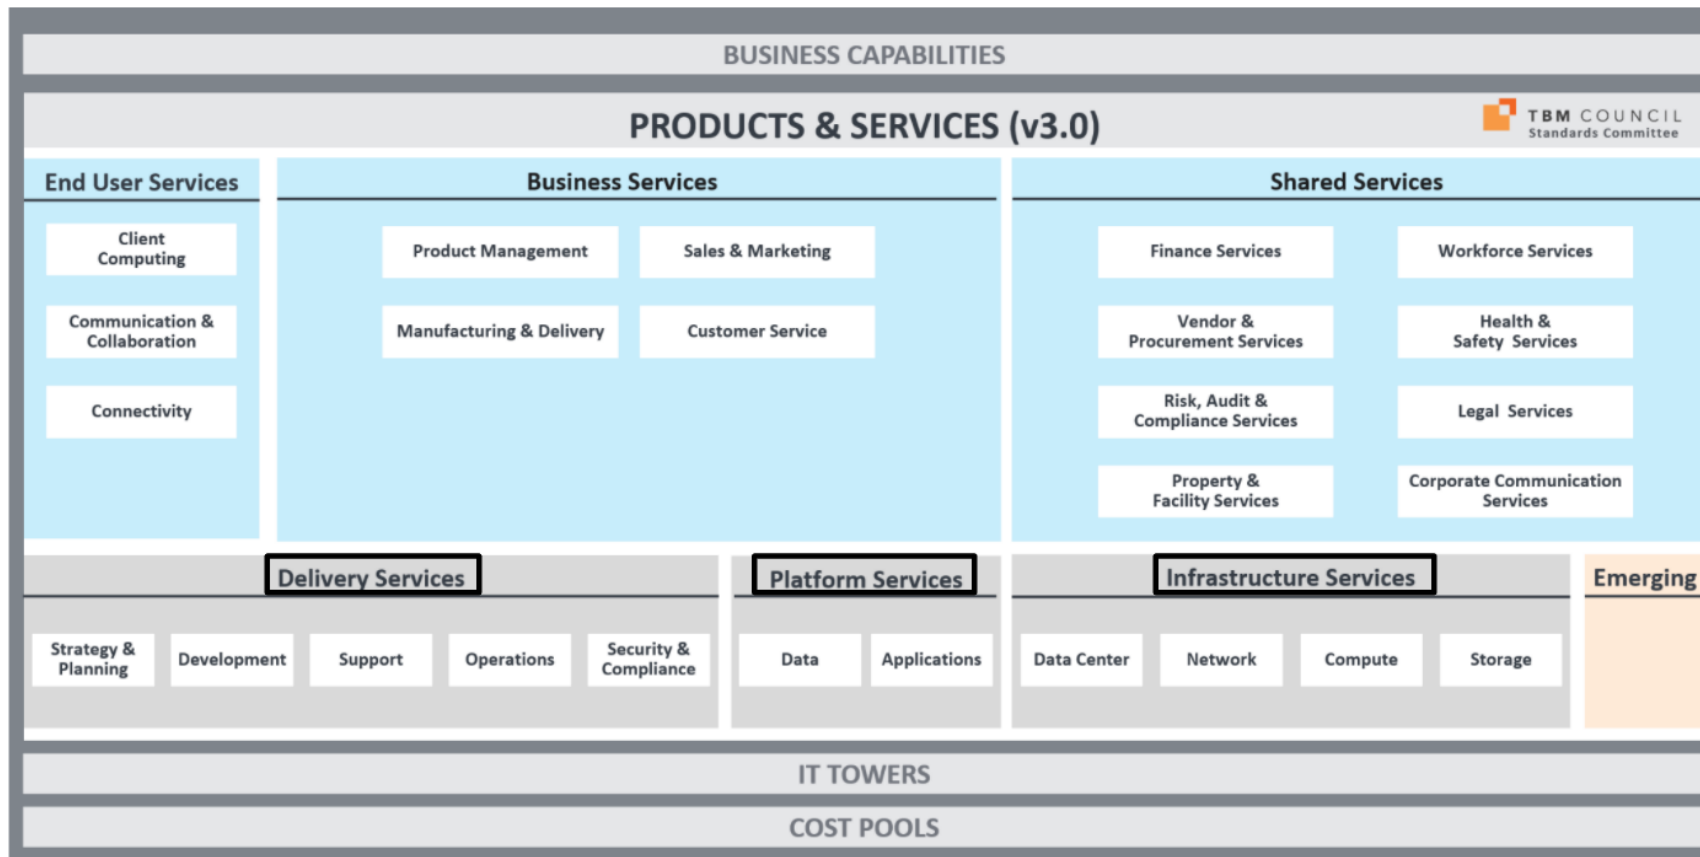 BUSINESS CAPABILITIES
PRODUCTS & SERVICES (v3.0)
TBM COUNCIL
Standards Committee
End User Services
Client
Computing
Communication &
Collaboration
Connectivity
Business Services
Product Management
Sales & Marketing
Manufacturing & Delivery
Customer Service
Shared Services
Finance Services
Workforce Services
Vendor &
Procurement Services
Health &
Safety Services
Risk, Audit &
Compliance Services
Legal Services
Property &
Facility Services
Corporate Communication
Services
Delivery Services
Strategy &
Planning
Development
Support
Operations
Security &
Compliance
Platform Services
Data
Applications
Infrastructure Services
Data Center
Network
Compute
Storage
Emerging
IT TOWERS
COST POOLS